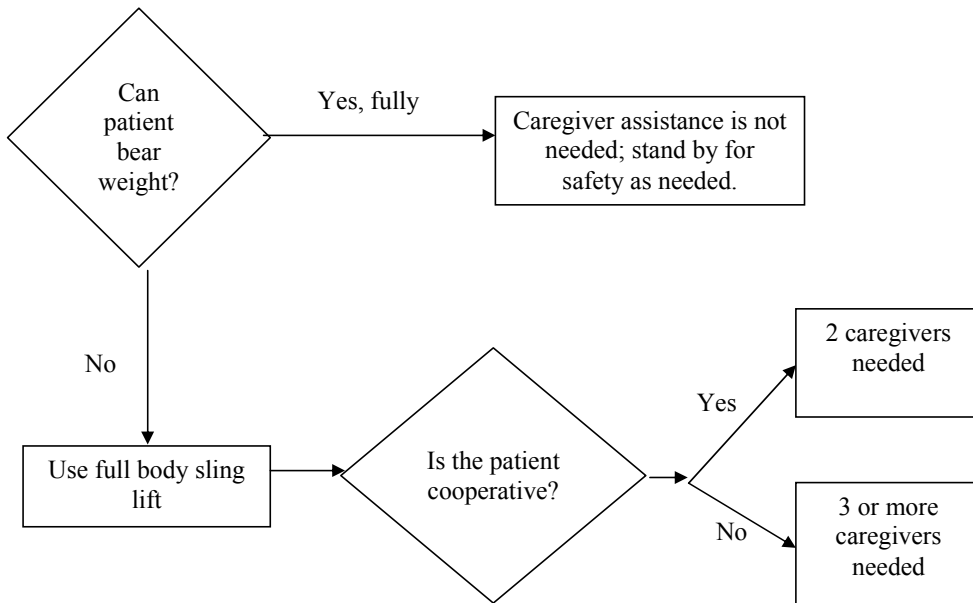 Can
patient
bear
weight?
Yes, fully
Caregiver assistance is not
needed; stand by for
safety as needed.
No
Use full body sling
lift
Is the patient
cooperative?
Yes
2 caregivers
needed
No
3 or more
caregivers
needed